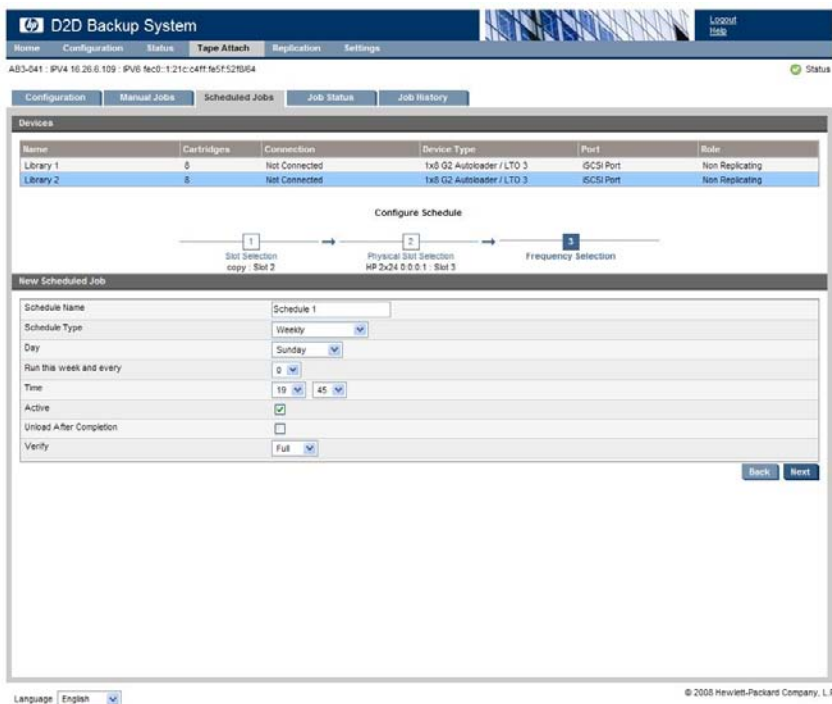 hp D2D Backup System
Logout
Help
Home Configuration Status Tape Attach Replication Settings
AB3-041 : IPV4 16.26.6.109 : IPV6 fec0::1:21c:c4ff:fe5f:52f8/64
Status
Configuration Manual Jobs Scheduled Jobs Job Status Job History
Devices
Name Cartridges Connection Device Type Port Role
Library 1 8 Not Connected 1x8 G2 Autoloader / LTO 3 iSCSI Port Non Replicating
Library 2 8 Not Connected 1x8 G2 Autoloader / LTO 3 iSCSI Port Non Replicating
Configure Schedule
1 2 3
Slot Selection Physical Slot Selection Frequency Selection
copy : Slot 2 HP 2x24 0:0:0:1 : Slot 3
New Scheduled Job
Schedule Name Schedule 1
Schedule Type Weekly
Day Sunday
Run this week and every 0
Time 19 45
Active
Unload After Completion
Verify Full
Back Next
Language English
© 2008 Hewlett-Packard Company, L.P